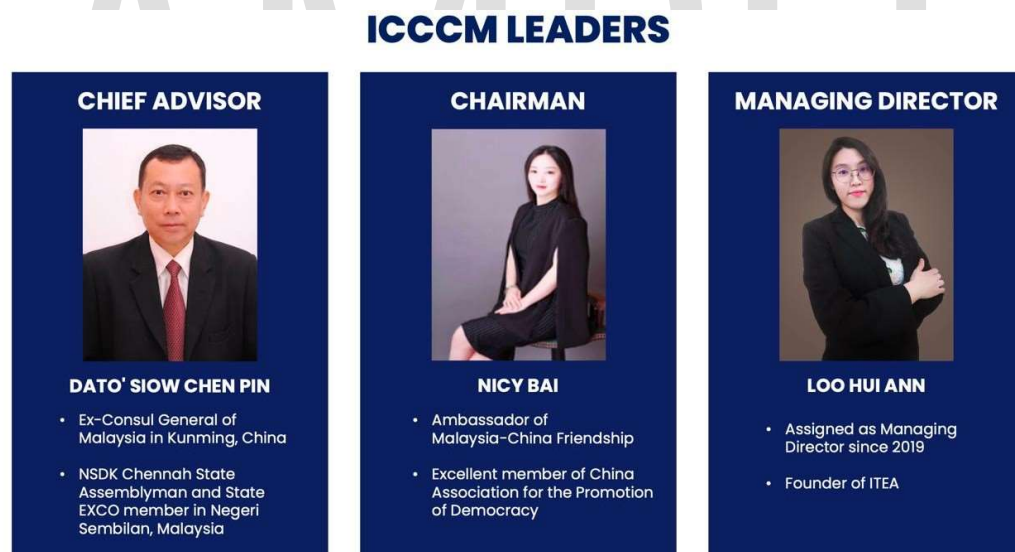 ICCCM LEADERS
CHIEF ADVISOR
DATO' SIOW CHEN PIN
• Ex-Consul General of
Malaysia in Kunming, China
• NSDK Chennah State
Assemblyman and State
EXCO member in Negeri
Sembilan, Malaysia
CHAIRMAN
NICY BAI
• Ambassador of
Malaysia-China Friendship
• Excellent member of China
Association for the Promotion
of Democracy
MANAGING DIRECTOR
LOO HUI ANN
• Assigned as Managing
Director since 2019
• Founder of ITEA